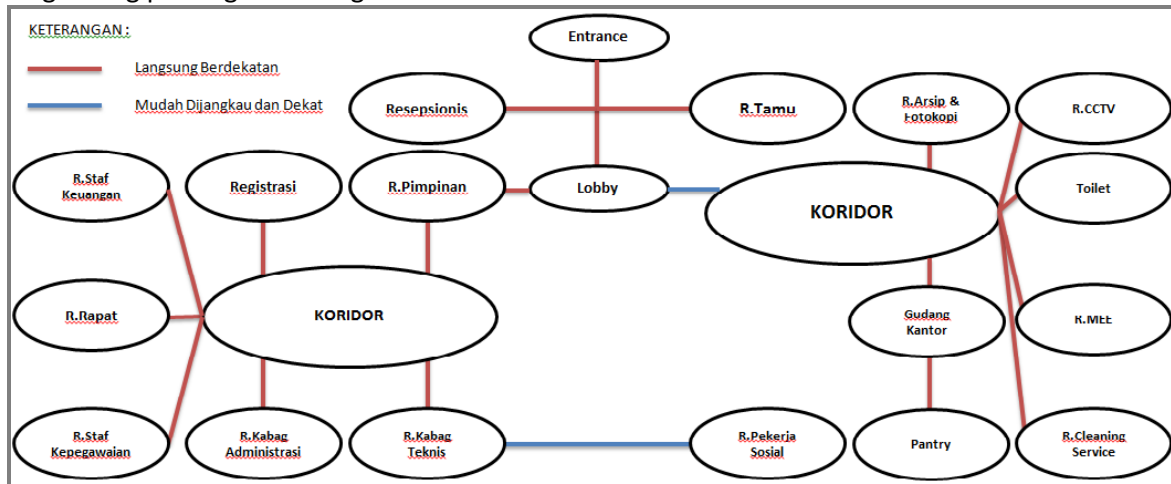 KETERANGAN :
Langsung Berdekatan
Mudah Dijangkau dan Dekat
Entrance
Resepsionis
R.Tamu
R.Arsip &
Fotokopi
R.CCTV
R.Staf
Keuangan
Registrasi
R.Pimpinan
Lobby
KORIDOR
Toilet
R.Rapat
KORIDOR
Gudang
Kantor
R.MEE
R.Staf
Kepegawaian
R.Kabag
Administrasi
R.Kabag
Teknis
R.Pekerja
Sosial
Pantry
R.Cleaning
Service